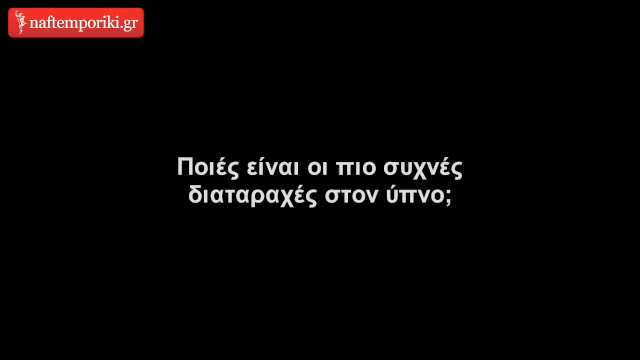 naftemporiki.gr
Ποιές είναι οι πιο συχνές
διαταραχές στον ύπνο;